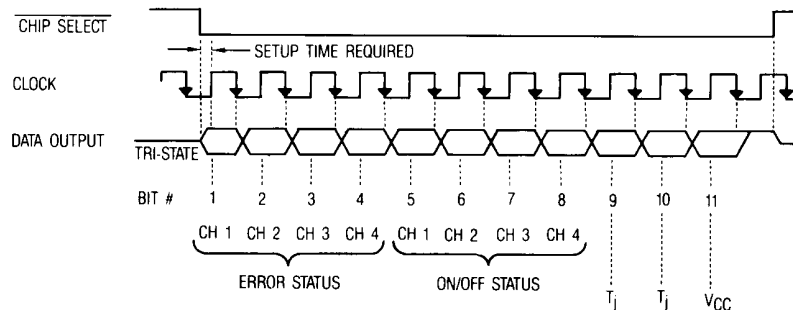 CHIP SELECT
SETUP TIME REQUIRED
CLOCK
DATA OUTPUT
TRI-STATE
BIT # 1 2 3 4 5 6 7 8 9 10 11
CH 1 CH 2 CH 3 CH 4 CH 1 CH 2 CH 3 CH 4
ERROR STATUS ON/OFF STATUS
Tj Tj VCC